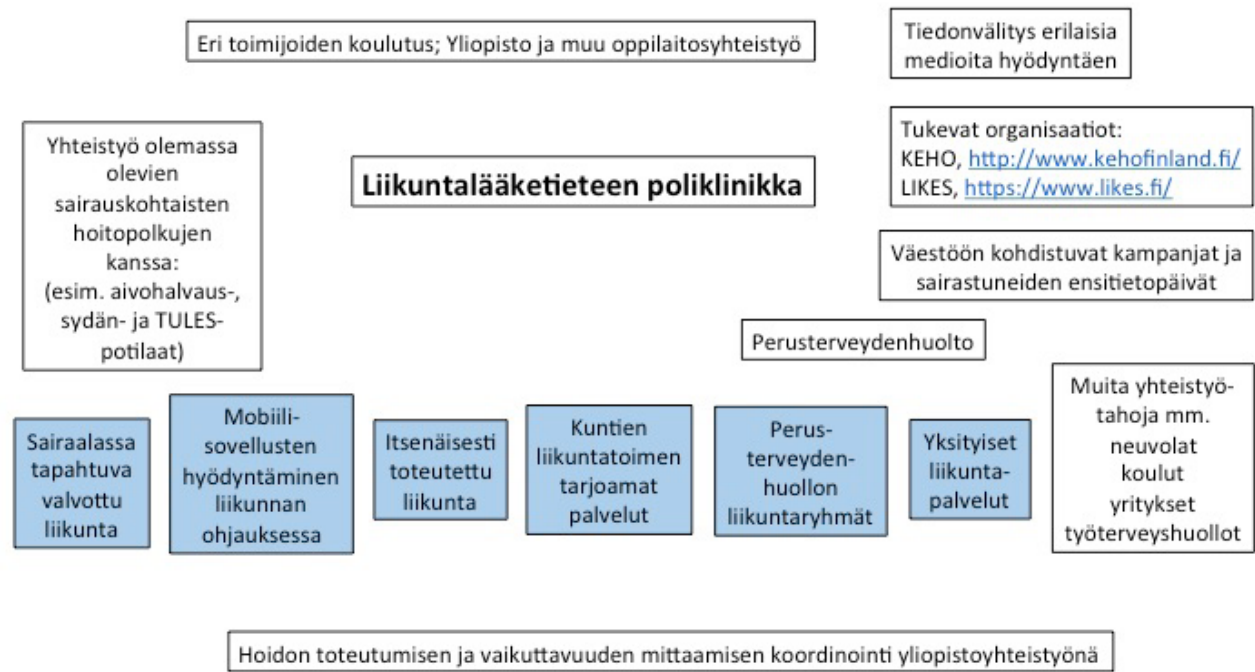 Eri toimijoiden koulutus; Yliopisto ja muu oppilaitosyhteistyö
Tiedonvälitys erilaisia
medioita hyödyntäen
Yhteistyö olemassa
olevien
sairauskohtaisten
hoitopolkujen
kanssa:
(esim. aivohalvaus-,
sydän- ja TULES-
potilaat)
Liikuntalääketieteen poliklinikka
Tukevat organisaatiot:
KEHO, http://www.kehofinland.fi/
LIKES, https://www.likes.fi/
Väestöön kohdistuvat kampanjat ja
sairastuneiden ensitietopäivät
Perusterveydenhuolto
Sairaalassa
tapahtuva
valvottu
liikunta
Mobiili-
sovellusten
hyödyntäminen
liikunnan
ohjauksessa
Itsenäisesti
toteutettu
liikunta
Kuntien
liikuntatoimen
tarjoamat
palvelut
Perus-
terveyden-
huollon
liikuntaryhmät
Yksityiset
liikunta-
palvelut
Muita yhteistyö-
tahoja mm.
neuvolat
koulut
yritykset
työterveyshuollot
Hoidon toteutumisen ja vaikuttavuuden mittaamisen koordinointi yliopistoyhteistyönä